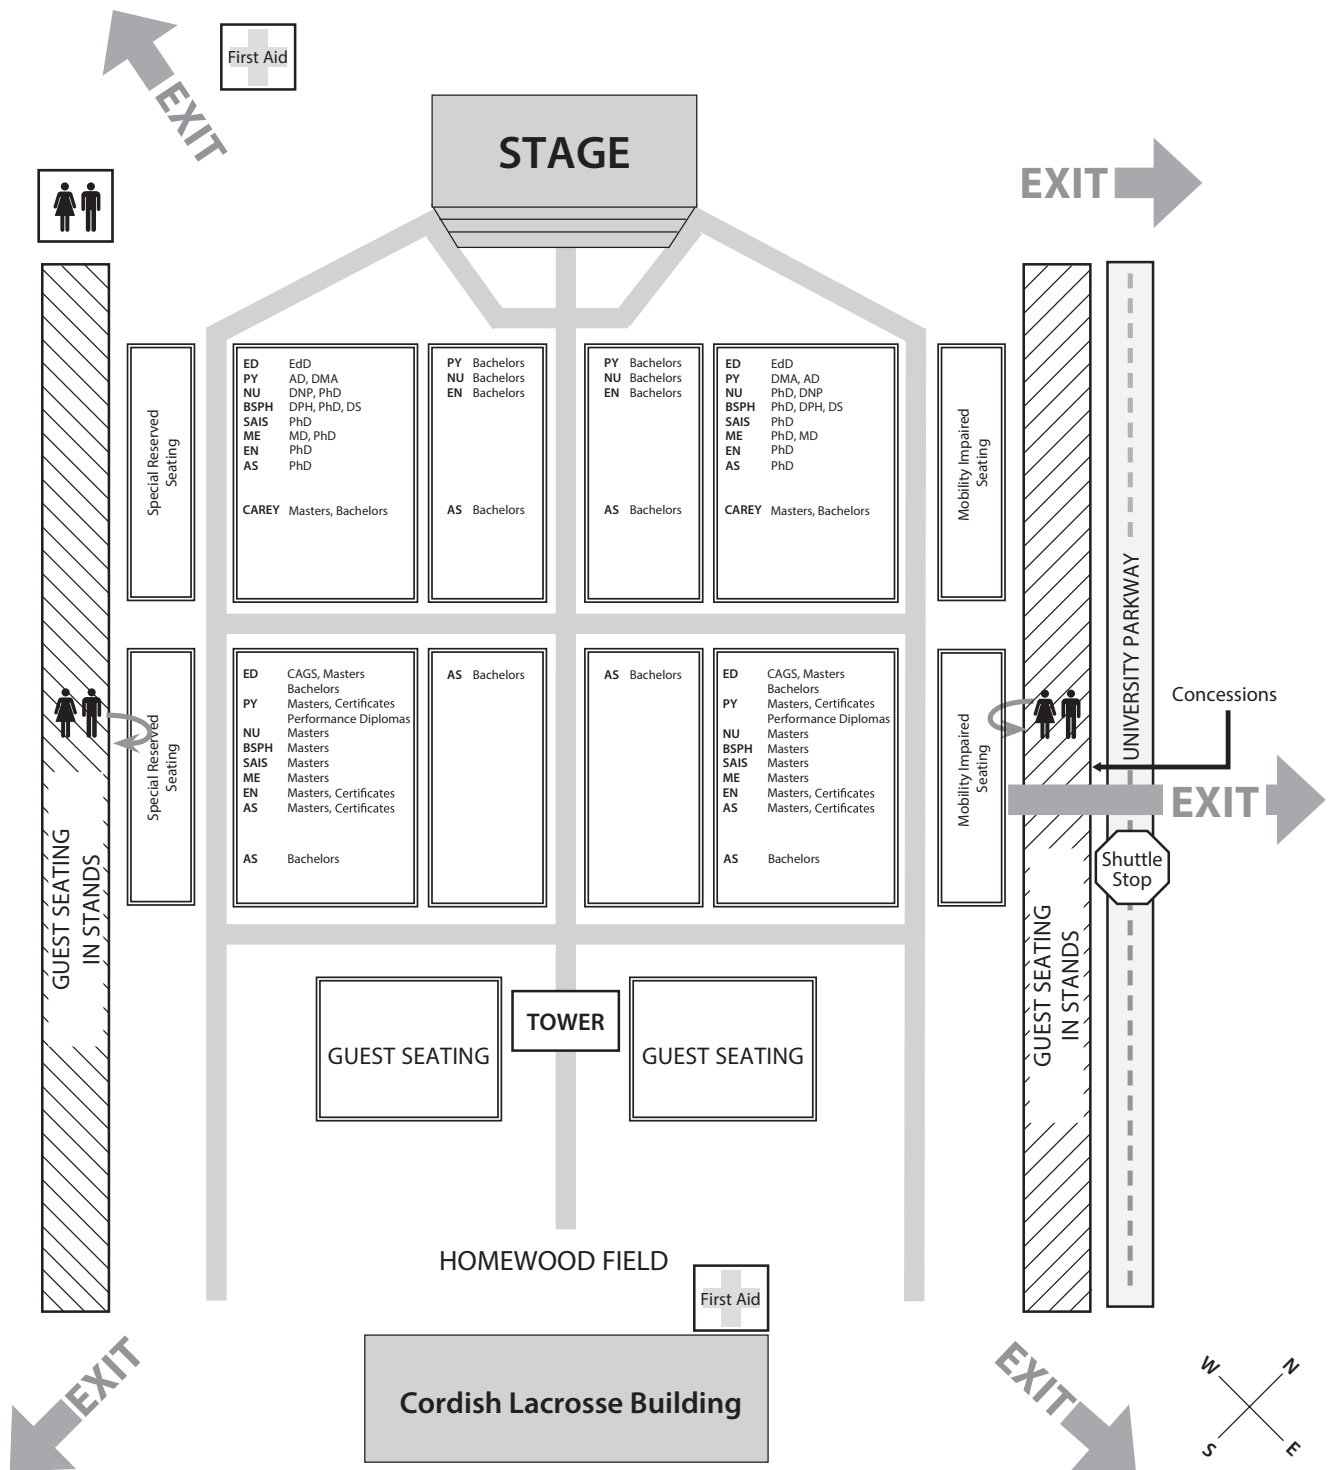 First Aid
EXIT
STAGE
EXIT
Special Reserved
Seating
ED EdD
PY AD, DMA
NU DNP, PhD
BSPH DPH, PhD, DS
SAIS PhD
ME MD, PhD
EN PhD
AS PhD
CAREY Masters, Bachelors
PY Bachelors
NU Bachelors
EN Bachelors
AS Bachelors
PY Bachelors
NU Bachelors
EN Bachelors
AS Bachelors
ED EdD
PY DMA, AD
NU PhD, DNP
BSPH PhD, DPH, DS
SAIS PhD
ME PhD, MD
EN PhD
AS PhD
CAREY Masters, Bachelors
Mobility Impaired
Seating
UNIVERSITY PARKWAY
Special Reserved
Seating
ED CAGS, Masters
Bachelors
PY Masters, Certificates
Performance Diplomas
NU Masters
BSPH Masters
SAIS Masters
ME Masters
EN Masters, Certificates
AS Masters, Certificates
AS Bachelors
AS Bachelors
AS Bachelors
ED CAGS, Masters
Bachelors
PY Masters, Certificates
Performance Diplomas
NU Masters
BSPH Masters
SAIS Masters
ME Masters
EN Masters, Certificates
AS Masters, Certificates
AS Bachelors
Mobility Impaired
Seating
Concessions
EXIT
Shuttle
Stop
GUEST SEATING
IN STANDS
GUEST SEATING
IN STANDS
GUEST SEATING
TOWER
GUEST SEATING
HOMEWOOD FIELD
First Aid
EXIT
Cordish Lacrosse Building
EXIT
W
N
S
E